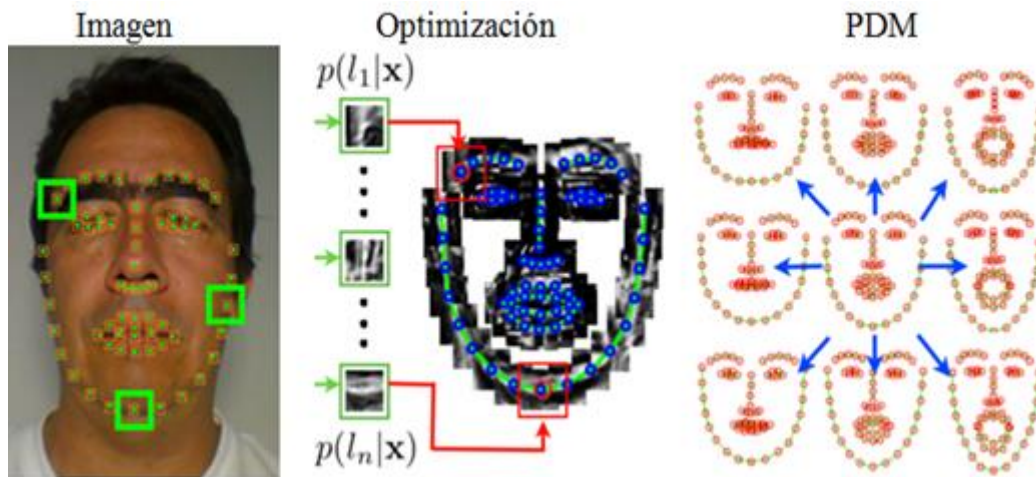 Imagen
Optimización
PDM
p(l₁|x)
p(lₙ|x)